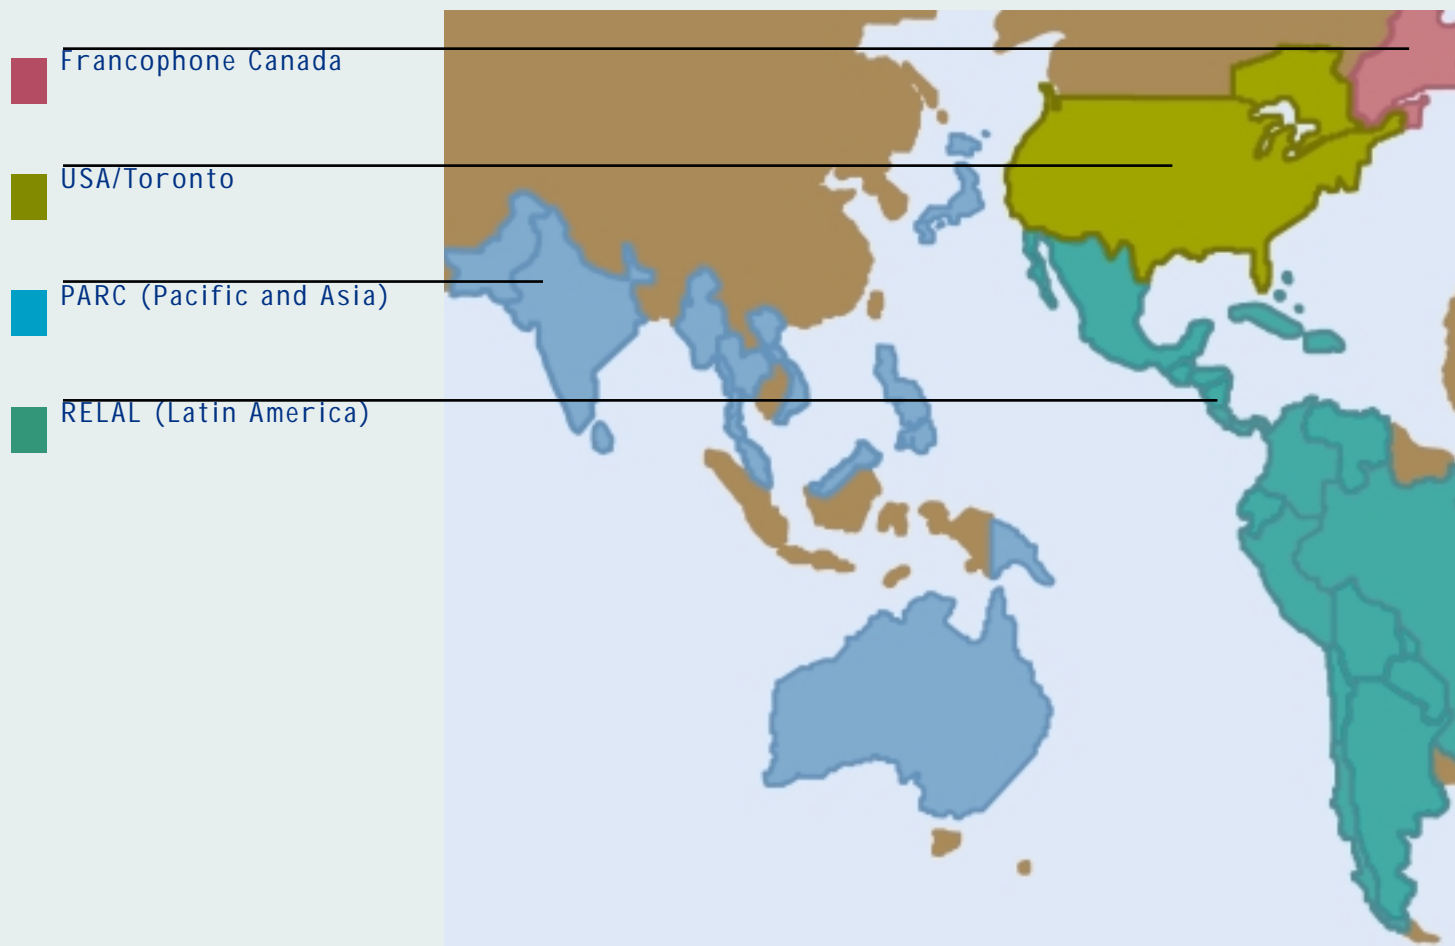 Francophone Canada
USA/Toronto
PARC (Pacific and Asia)
RELAL (Latin America)